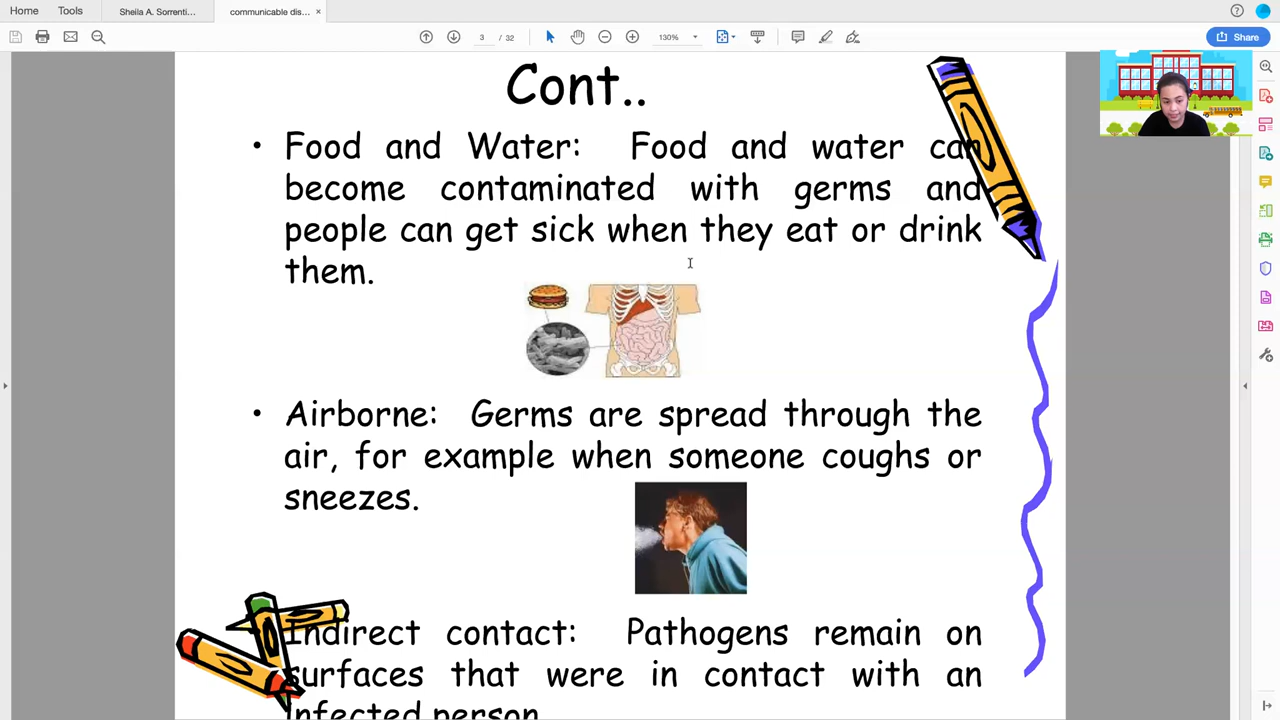 Home Tools Sheila A. Sorrenti... communicable dis... ×
3 / 32 130% Share
Cont..
• Food and Water: Food and water can
become contaminated with germs and
people can get sick when they eat or drink
them.
• Airborne: Germs are spread through the
air, for example when someone coughs or
sneezes.
Indirect contact: Pathogens remain on
surfaces that were in contact with an
infected person